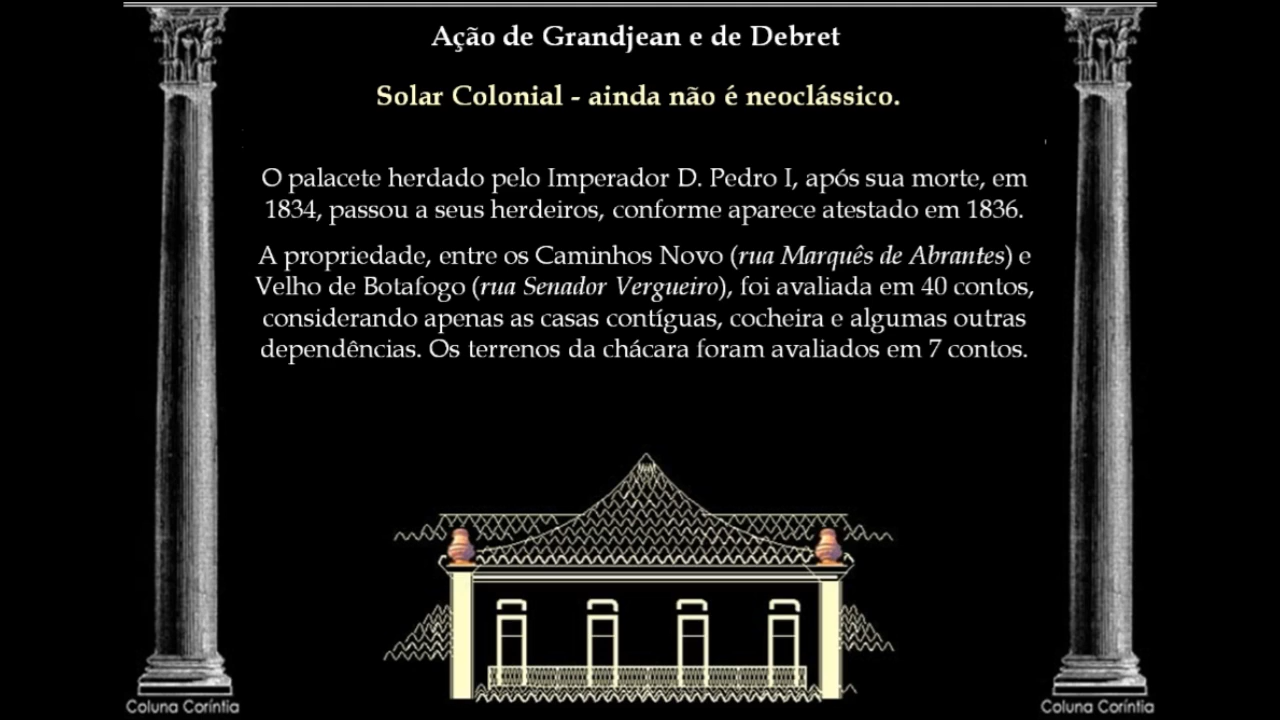 Ação de Grandjean e de Debret
Solar Colonial - ainda não é neoclássico.
O palacete herdado pelo Imperador D. Pedro I, após sua morte, em
1834, passou a seus herdeiros, conforme aparece atestado em 1836.
A propriedade, entre os Caminhos Novo (rua Marquês de Abrantes) e
Velho de Botafogo (rua Senador Vergueiro), foi avaliada em 40 contos,
considerando apenas as casas contíguas, cocheira e algumas outras
dependências. Os terrenos da chácara foram avaliados em 7 contos.
Coluna Coríntia
Coluna Coríntia